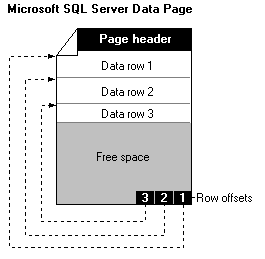 Microsoft SQL Server Data Page
Page header
Data row 1
Data row 2
Data row 3
Free space
3 2 1 Row offsets